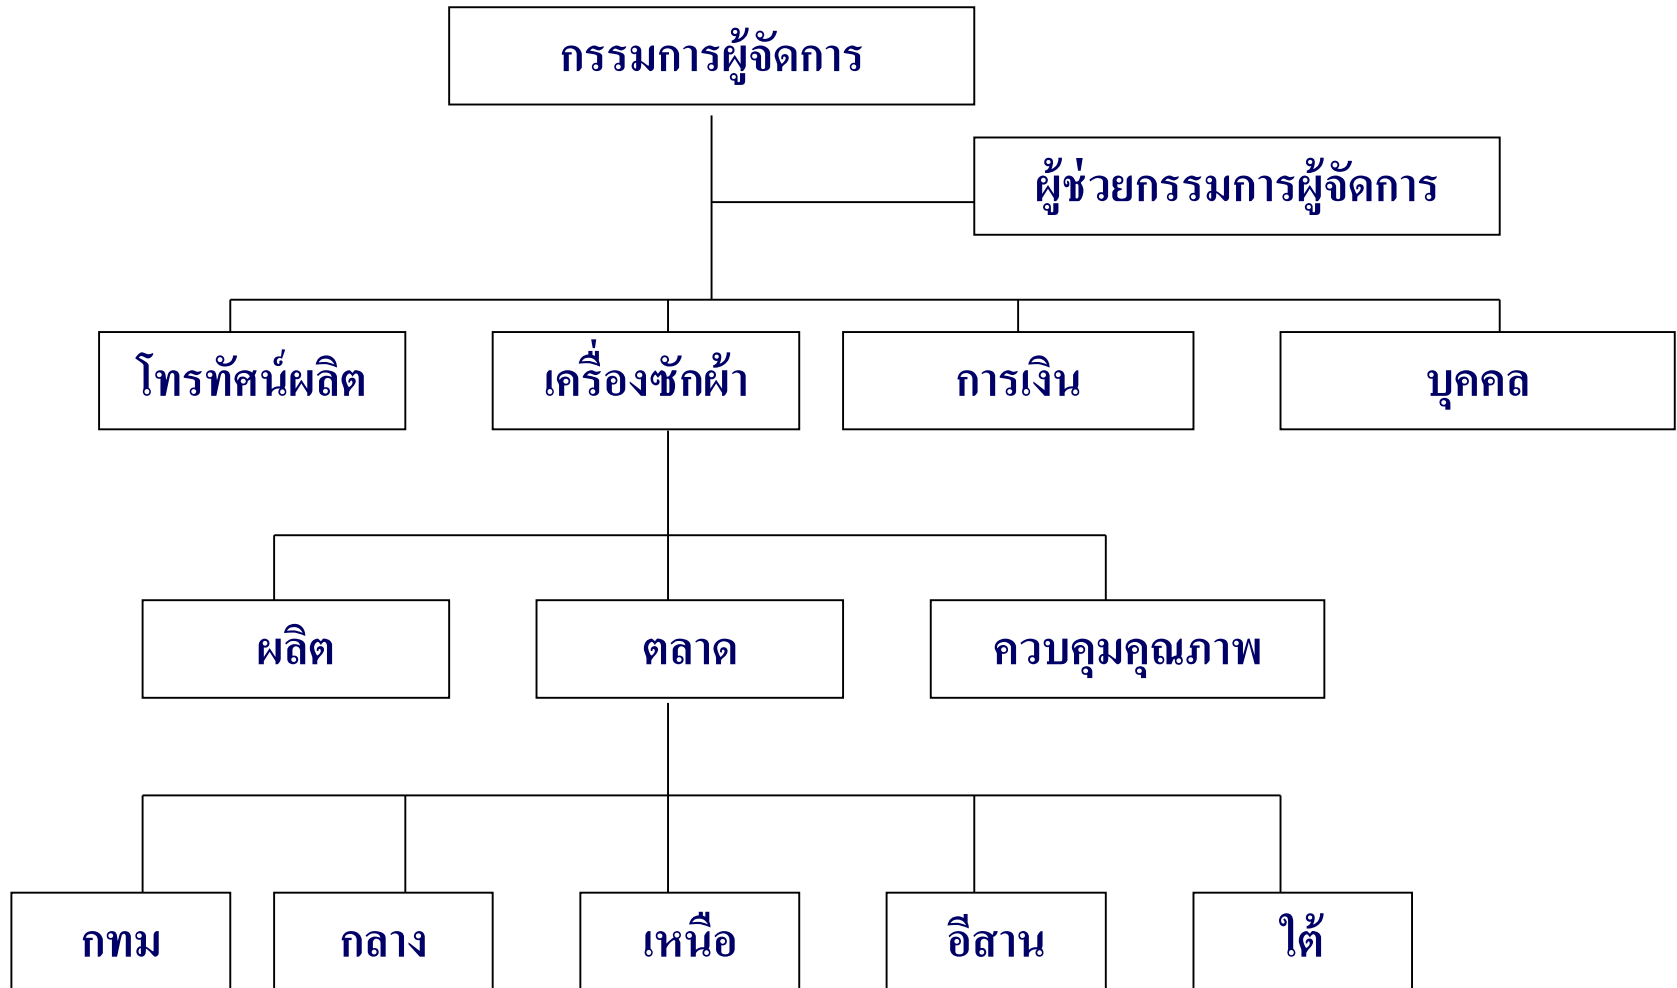 กรรมการผู้จัดการ
ผู้ช่วยกรรมการผู้จัดการ
โทรทัศน์ผลิต
เครื่องซักผ้า
การเงิน
บุคคล
ผลิต
ตลาด
ควบคุมคุณภาพ
กทม
กลาง
เหนือ
อีสาน
ใต้